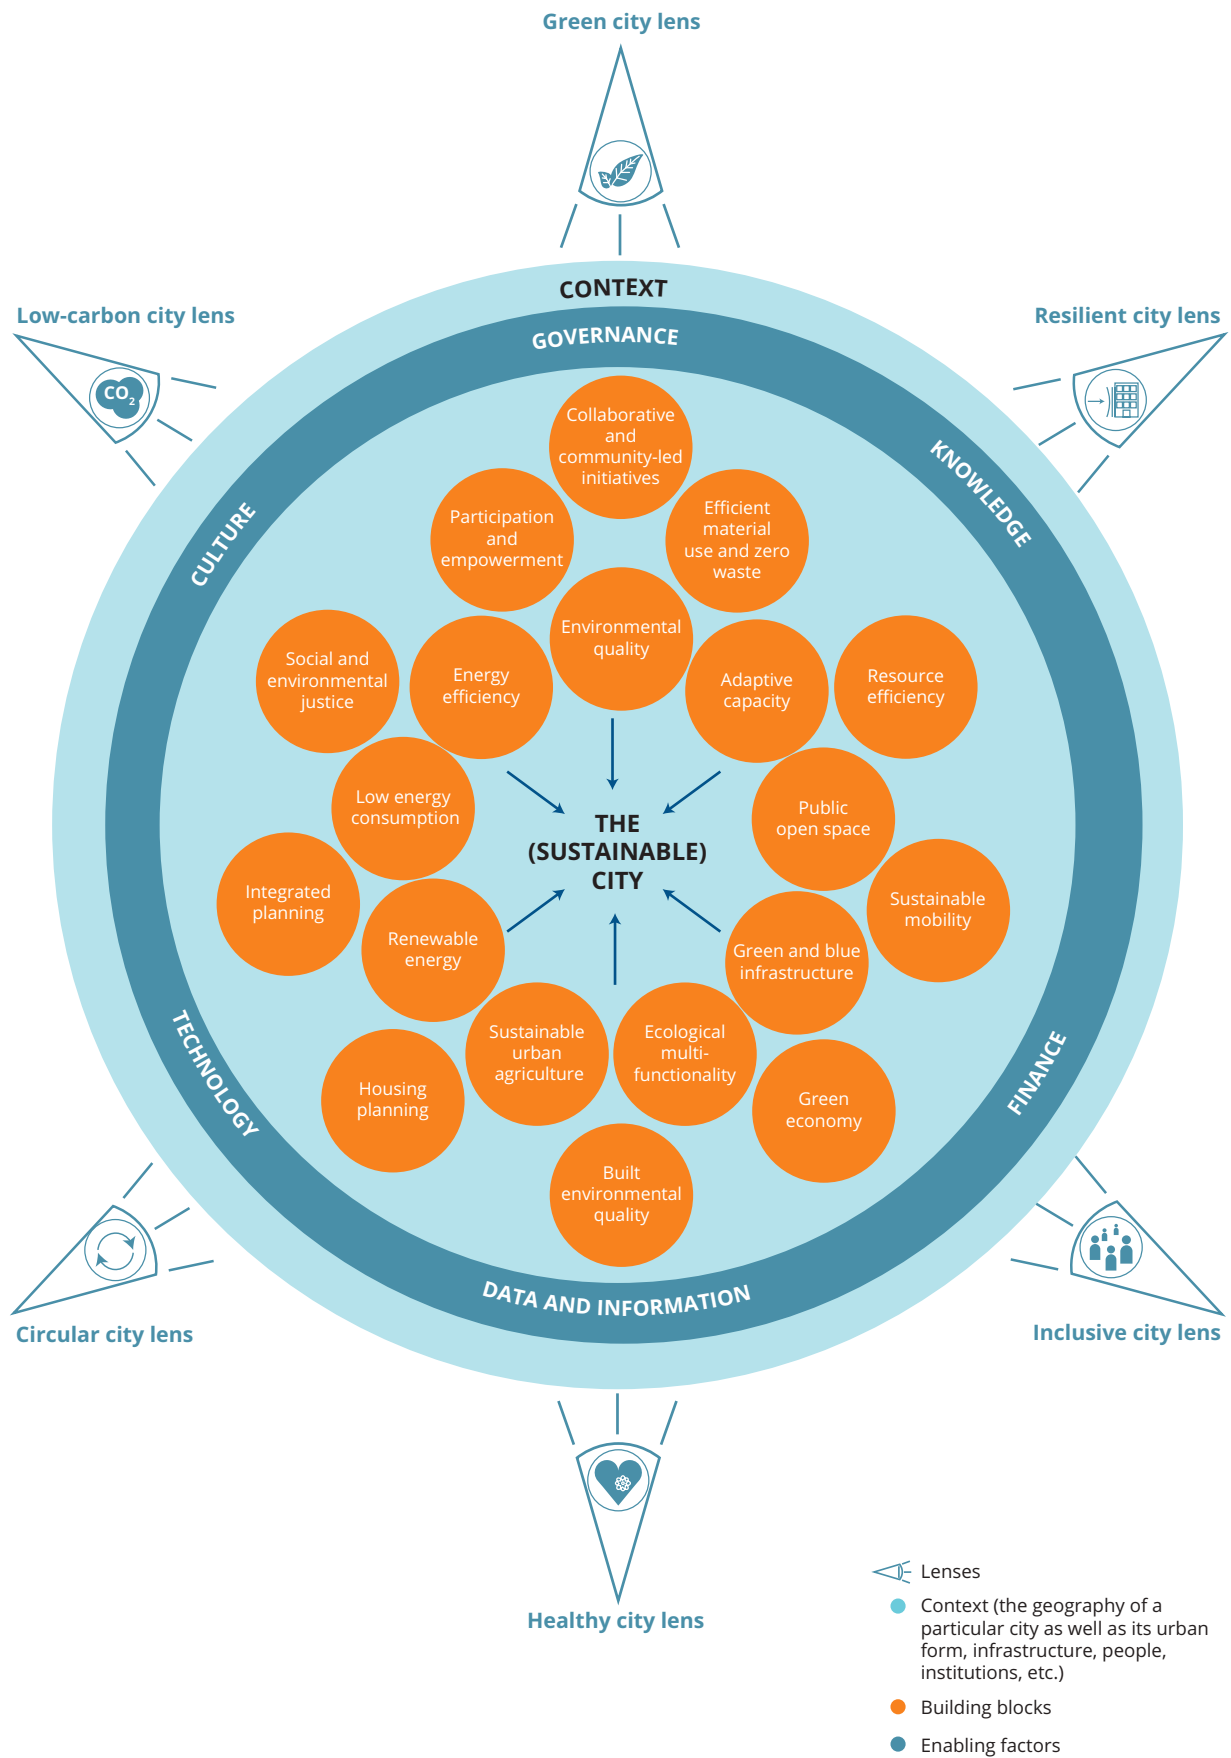 Green city lens
Low-carbon city lens
Resilient city lens
CO2
CONTEXT
GOVERNANCE
KNOWLEDGE
CULTURE
FINANCE
TECHNOLOGY
DATA AND INFORMATION
Collaborative
and
community-led
initiatives
Participation
and
empowerment
Efficient
material
use and zero
waste
Environmental
quality
Social and
environmental
justice
Energy
efficiency
Adaptive
capacity
Resource
efficiency
Low energy
consumption
Public
open space
THE
(SUSTAINABLE)
CITY
Integrated
planning
Sustainable
mobility
Renewable
energy
Green and blue
infrastructure
Sustainable
urban
agriculture
Ecological
multi-
functionality
Housing
planning
Green
economy
Built
environmental
quality
Circular city lens
Inclusive city lens
Healthy city lens
Lenses
Context (the geography of a
particular city as well as its urban
form, infrastructure, people,
institutions, etc.)
Building blocks
Enabling factors